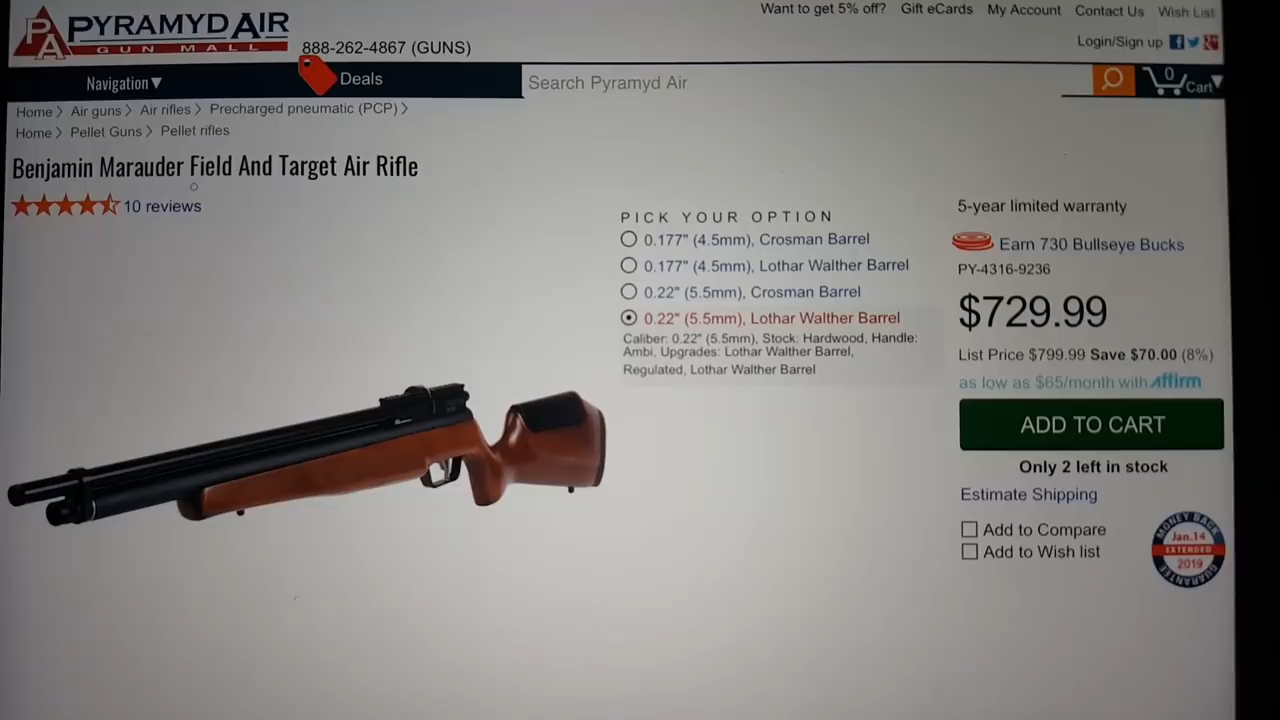 Want to get 5% off? Gift eCards My Account Contact Us Wish List
PYRAMYD AIR
PA
GUN MALL
888-262-4867 (GUNS)
Login/Sign up
Navigation▼
Deals
Search Pyramyd Air
0
Cart▼
Home 〉 Air guns 〉 Air rifles 〉 Precharged pneumatic (PCP) 〉
Home 〉 Pellet Guns 〉 Pellet rifles
Benjamin Marauder Field And Target Air Rifle
10 reviews
PICK YOUR OPTION
0.177" (4.5mm), Crosman Barrel
0.177" (4.5mm), Lothar Walther Barrel
0.22" (5.5mm), Crosman Barrel
0.22" (5.5mm), Lothar Walther Barrel
Caliber: 0.22" (5.5mm), Stock: Hardwood, Handle:
Ambi, Upgrades: Lothar Walther Barrel,
Regulated, Lothar Walther Barrel
5-year limited warranty
Earn 730 Bullseye Bucks
PY-4316-9236
$729.99
List Price $799.99 Save $70.00 (8%)
as low as $65/month with affirm
ADD TO CART
Only 2 left in stock
Estimate Shipping
Add to Compare
Add to Wish list
MONEY BACK
Jan.14
EXTENDED
2019
GUARANTEE